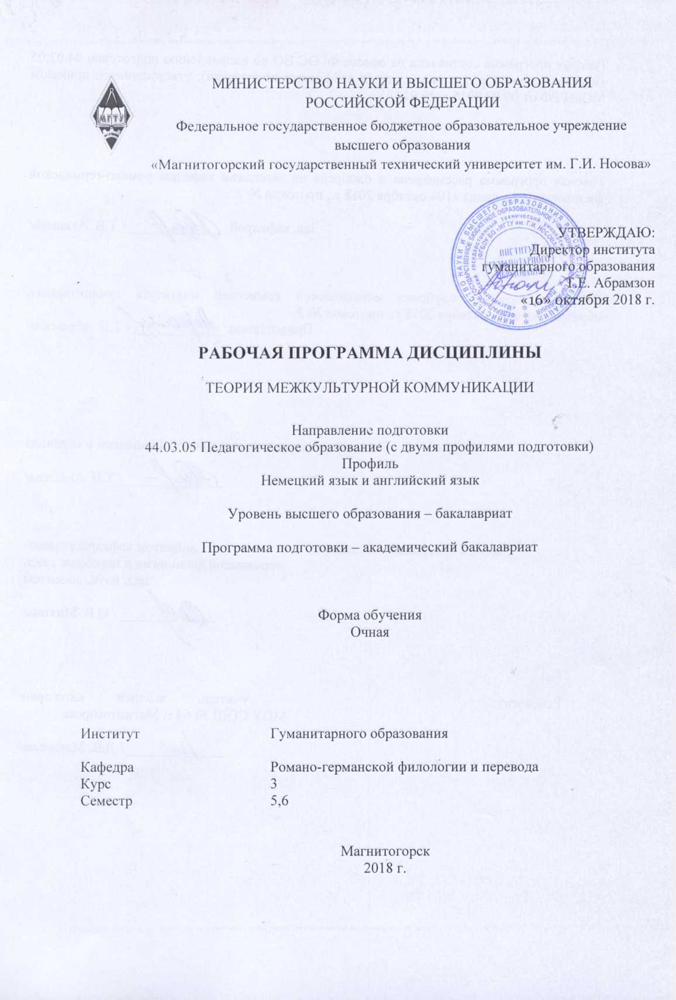 МГТУ
МИНИСТЕРСТВО НАУКИ И ВЫСШЕГО ОБРАЗОВАНИЯ
РОССИЙСКОЙ ФЕДЕРАЦИИ
Федеральное государственное бюджетное образовательное учреждение
высшего образования
«Магнитогорский государственный технический университет им. Г.И. Носова»
УТВЕРЖДАЮ:
Директор института
гуманитарного образования
Т.Е. Абрамзон
«16» октября 2018 г.
РАБОЧАЯ ПРОГРАММА ДИСЦИПЛИНЫ
ТЕОРИЯ МЕЖКУЛЬТУРНОЙ КОММУНИКАЦИИ
Направление подготовки
44.03.05 Педагогическое образование (с двумя профилями подготовки)
Профиль
Немецкий язык и английский язык
Уровень высшего образования – бакалавриат
Программа подготовки – академический бакалавриат
Форма обучения
Очная
Институт Гуманитарного образования
Кафедра Романо-германской филологии и перевода
Курс 3
Семестр 5,6
Магнитогорск
2018 г.